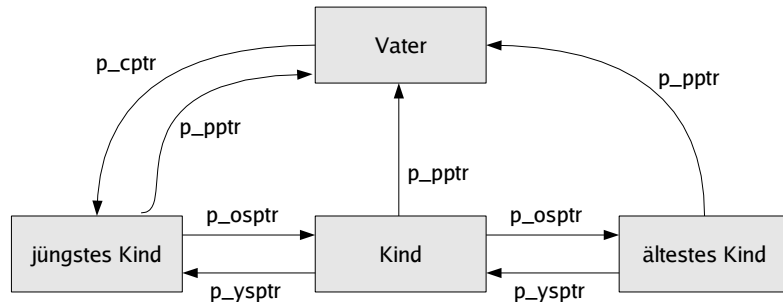 Vater
p_cptr
p_pptr
p_pptr
p_pptr
p_osptr
p_osptr
jüngstes Kind
Kind
ältestes Kind
p_ysptr
p_ysptr